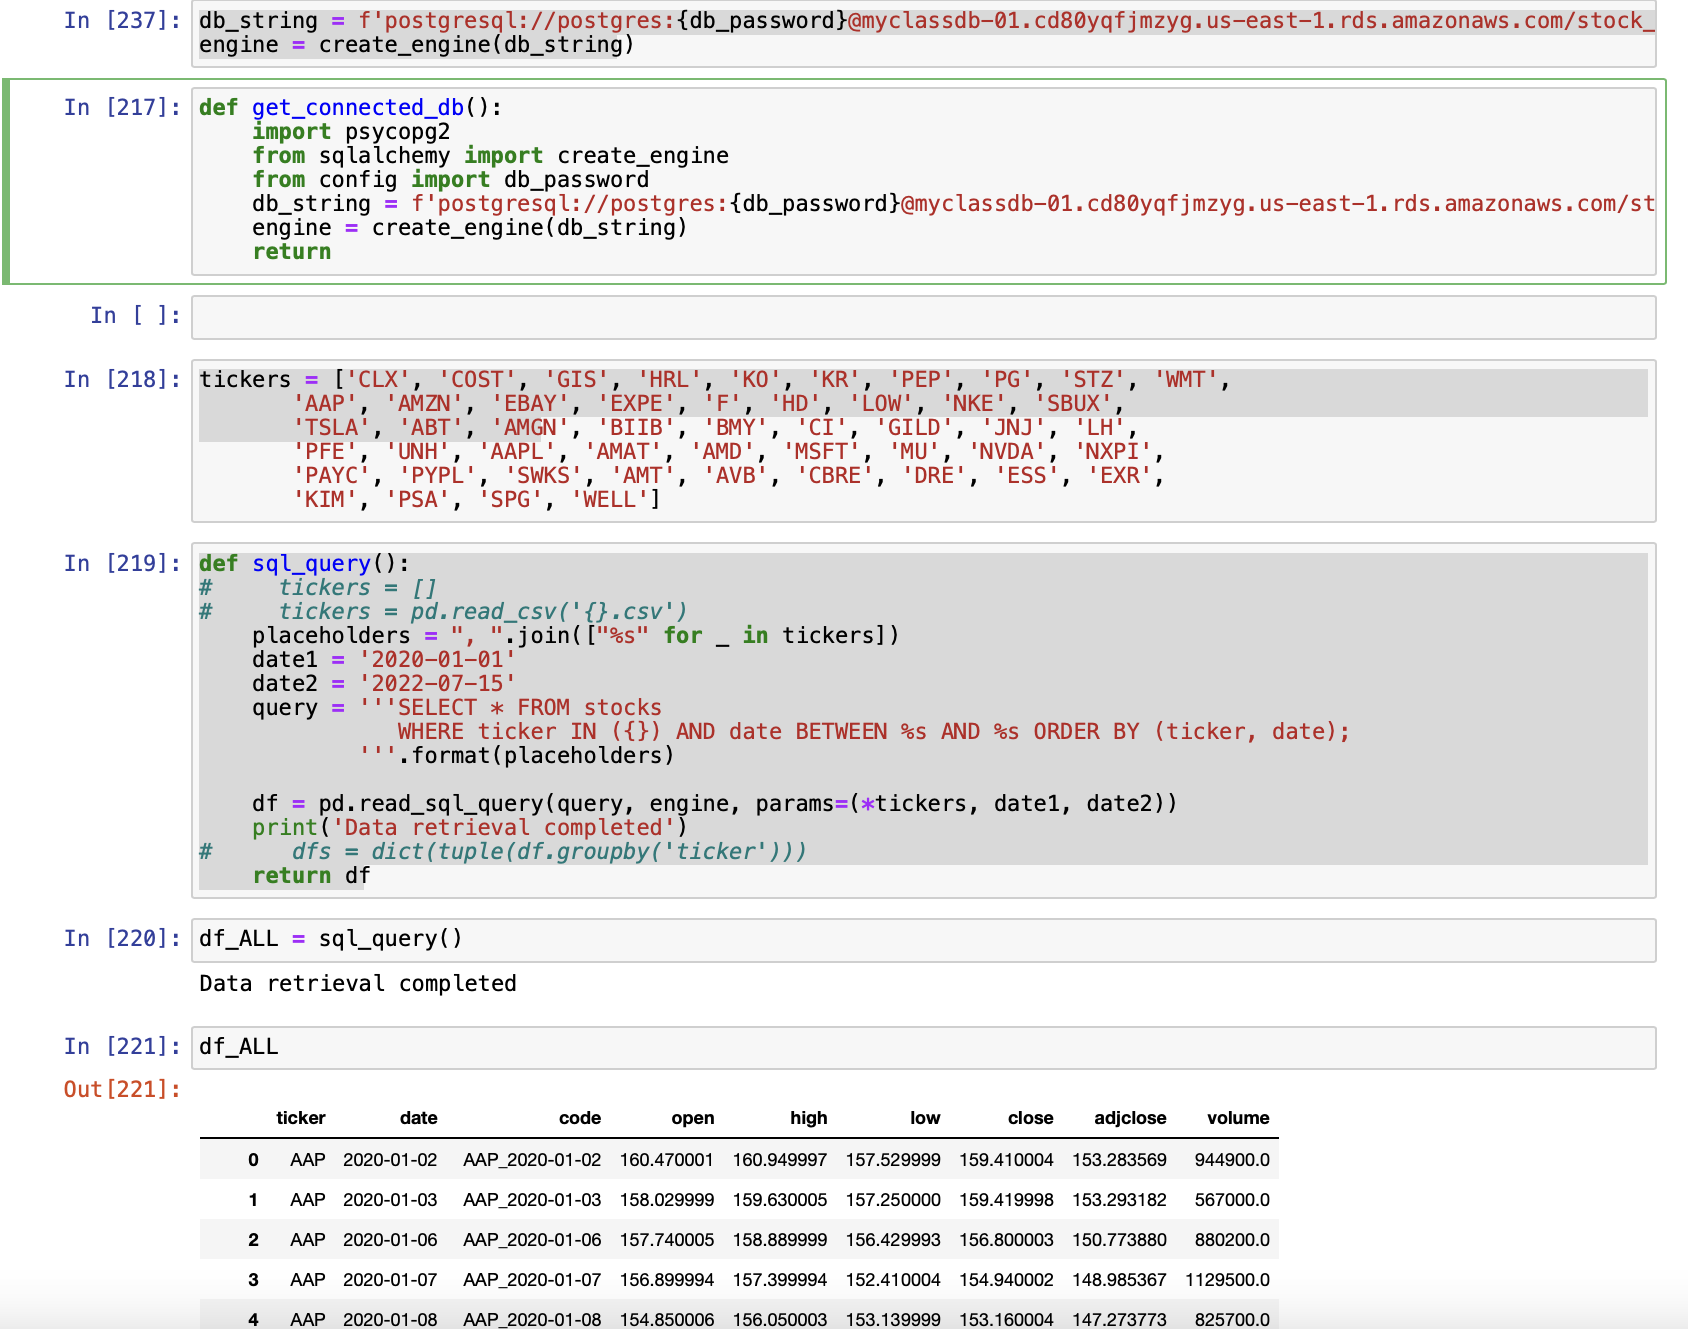 In [237]: db_string = f'postgresql://postgres:{db_password}@myclassdb-01.cd80yqfjmzyg.us-east-1.rds.amazonaws.com/stock_
engine = create_engine(db_string)
In [217]: def get_connected_db():
    import psycopg2
    from sqlalchemy import create_engine
    from config import db_password
    db_string = f'postgresql://postgres:{db_password}@myclassdb-01.cd80yqfjmzyg.us-east-1.rds.amazonaws.com/st
    engine = create_engine(db_string)
    return
In [ ]:
In [218]: tickers = ['CLX', 'COST', 'GIS', 'HRL', 'KO', 'KR', 'PEP', 'PG', 'STZ', 'WMT',
       'AAP', 'AMZN', 'EBAY', 'EXPE', 'F', 'HD', 'LOW', 'NKE', 'SBUX',
       'TSLA', 'ABT', 'AMGN', 'BIIB', 'BMY', 'CI', 'GILD', 'JNJ', 'LH',
       'PFE', 'UNH', 'AAPL', 'AMAT', 'AMD', 'MSFT', 'MU', 'NVDA', 'NXPI',
       'PAYC', 'PYPL', 'SWKS', 'AMT', 'AVB', 'CBRE', 'DRE', 'ESS', 'EXR',
       'KIM', 'PSA', 'SPG', 'WELL']
In [219]: def sql_query():
#     tickers = []
#     tickers = pd.read_csv('{}.csv')
    placeholders = ", ".join(["%s" for _ in tickers])
    date1 = '2020-01-01'
    date2 = '2022-07-15'
    query = '''SELECT * FROM stocks
               WHERE ticker IN ({}) AND date BETWEEN %s AND %s ORDER BY (ticker, date);
            '''.format(placeholders)
    df = pd.read_sql_query(query, engine, params=(*tickers, date1, date2))
    print('Data retrieval completed')
#      dfs = dict(tuple(df.groupby('ticker')))
    return df
In [220]: df_ALL = sql_query()
Data retrieval completed
In [221]: df_ALL
Out[221]:
ticker date code open high low close adjclose volume
0 AAP 2020-01-02 AAP_2020-01-02 160.470001 160.949997 157.529999 159.410004 153.283569 944900.0
1 AAP 2020-01-03 AAP_2020-01-03 158.029999 159.630005 157.250000 159.419998 153.293182 567000.0
2 AAP 2020-01-06 AAP_2020-01-06 157.740005 158.889999 156.429993 156.800003 150.773880 880200.0
3 AAP 2020-01-07 AAP_2020-01-07 156.899994 157.399994 152.410004 154.940002 148.985367 1129500.0
4 AAP 2020-01-08 AAP_2020-01-08 154.850006 156.050003 153.139999 153.160004 147.273773 825700.0